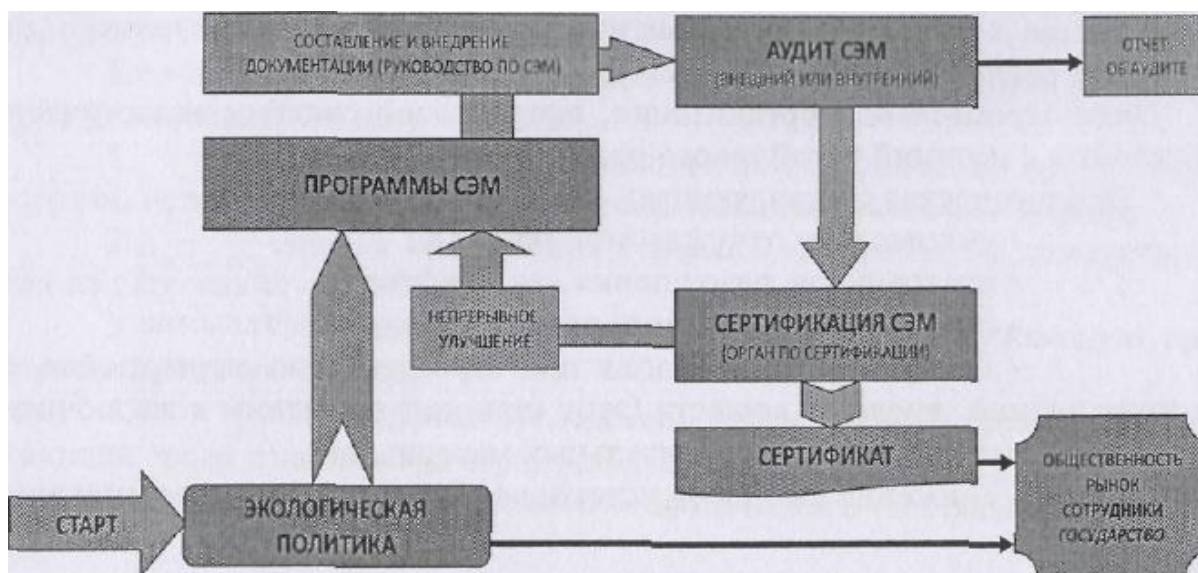 СОСТАВЛЕНИЕ И ВНЕДРЕНИЕ
ДОКУМЕНТАЦИИ (РУКОВОДСТВО ПО СЭМ)
АУДИТ СЭМ
(ВНЕШНИЙ ИЛИ ВНУТРЕННИЙ)
ОТЧЕТ
ОБ АУДИТЕ
ПРОГРАММЫ СЭМ
НЕПРЕРЫВНОЕ
УЛУЧШЕНИЕ
СЕРТИФИКАЦИЯ СЭМ
(ОРГАН ПО СЕРТИФИКАЦИИ)
СЕРТИФИКАТ
ОБЩЕСТВЕННОСТЬ
РЫНОК
СОТРУДНИКИ
ГОСУДАРСТВО
СТАРТ
ЭКОЛОГИЧЕСКАЯ
ПОЛИТИКА